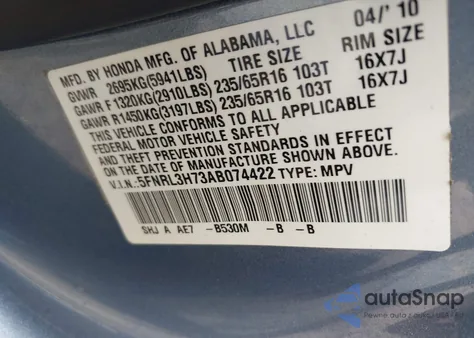 MFD. BY HONDA MFG. OF ALABAMA, LLC 04/'10
GVWR 2695KG(5941LBS) TIRE SIZE RIM SIZE
GAWR F 1320KG(2910LBS) 235/65R16 103T 16X7J
GAWR R1450KG(3197LBS) 235/65R16 103T 16X7J
THIS VEHICLE CONFORMS TO ALL APPLICABLE
FEDERAL MOTOR VEHICLE SAFETY
AND THEFT PREVENTION STANDARDS IN EFFECT
ON THE DATE OF MANUFACTURE SHOWN ABOVE.
V.I.N.: 5FNRL3H73AB074422 TYPE: MPV
SHJ A AE7 -B530M -B -B
autoSnap
Pewne auto z